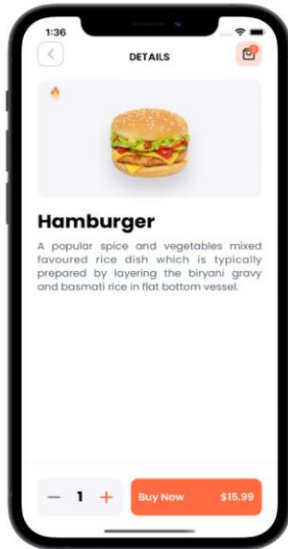 1:36
DETAILS
Hamburger
A popular spice and vegetables mixed
favoured rice dish which is typically
prepared by layering the biryani gravy
and basmati rice in flat bottom vessel.
1
Buy Now $15.99